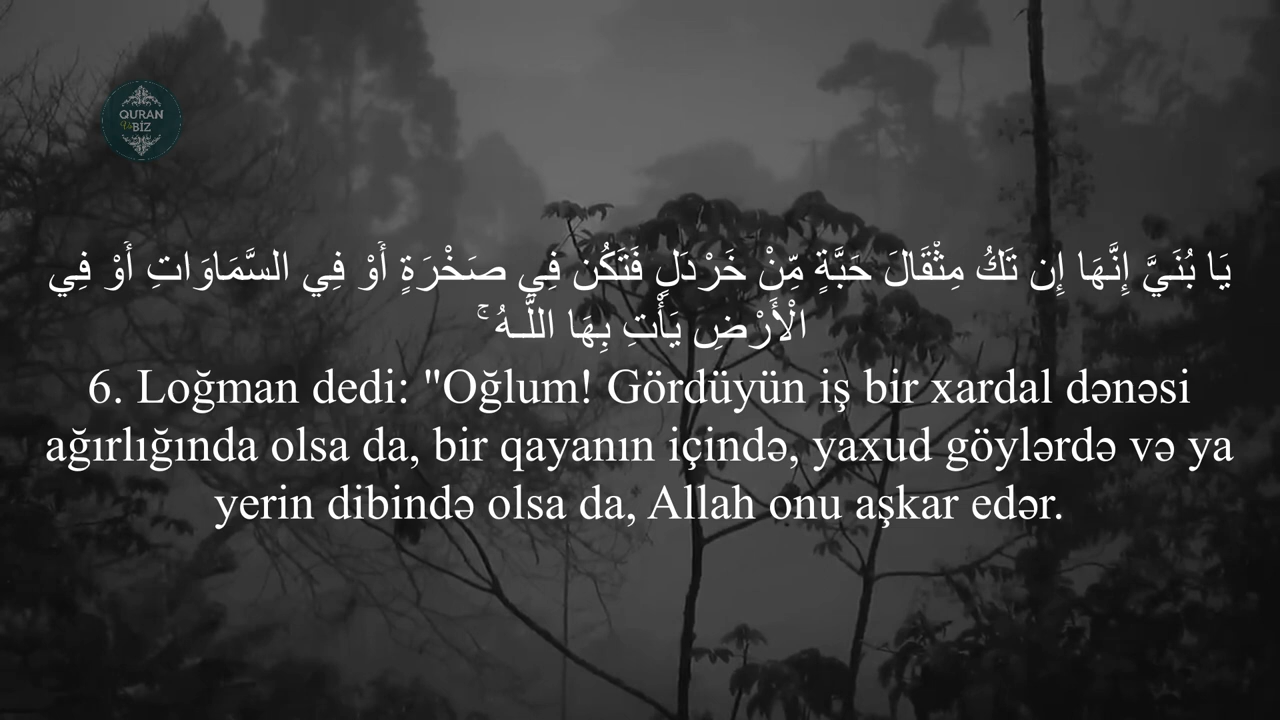 QURAN
Və BİZ
يَا بُنَيَّ إِنَّهَا إِن تَكُ مِثْقَالَ حَبَّةٍ مِّنْ خَرْدَلٍ فَتَكُن فِي صَخْرَةٍ أَوْ فِي السَّمَاوَاتِ أَوْ فِي
الْأَرْضِ يَأْتِ بِهَا اللَّـهُ ۚ
6. Loğman dedi: "Oğlum! Gördüyün iş bir xardal dənəsi
ağırlığında olsa da, bir qayanın içində, yaxud göylərdə və ya
yerin dibində olsa da, Allah onu aşkar edər.